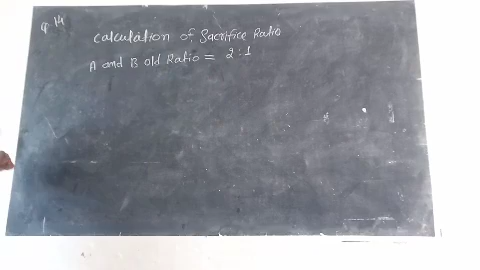 Q.14
Calculation of Sacrifice Ratio
A and B old Ratio = 2:1